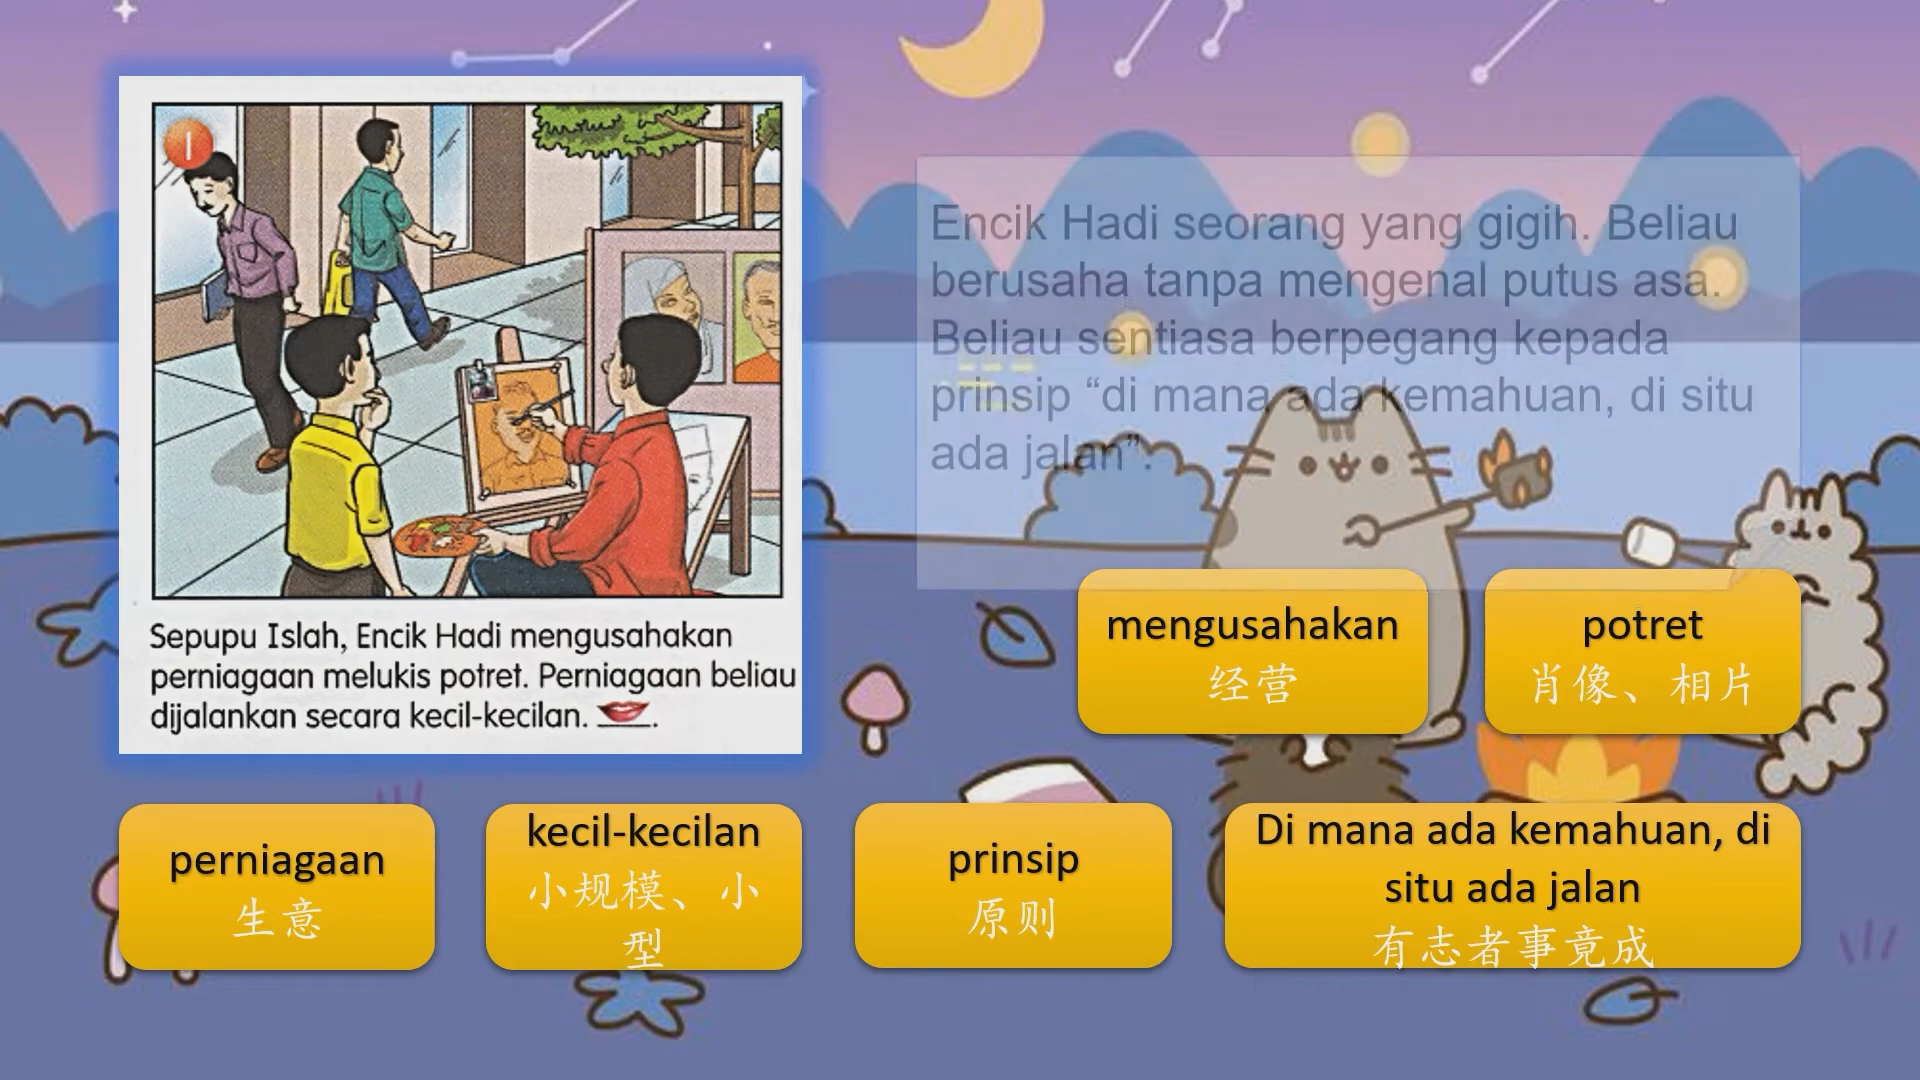 1
Sepupu Islah, Encik Hadi mengusahakan
perniagaan melukis potret. Perniagaan beliau
dijalankan secara kecil-kecilan. ____.
Encik Hadi seorang yang gigih. Beliau
berusaha tanpa mengenal putus asa.
Beliau sentiasa berpegang kepada
prinsip “di mana ada kemahuan, di situ
ada jalan”.
mengusahakan
经营
potret
肖像、相片
perniagaan
生意
kecil-kecilan
小规模、小
型
prinsip
原则
Di mana ada kemahuan, di
situ ada jalan
有志者事竟成